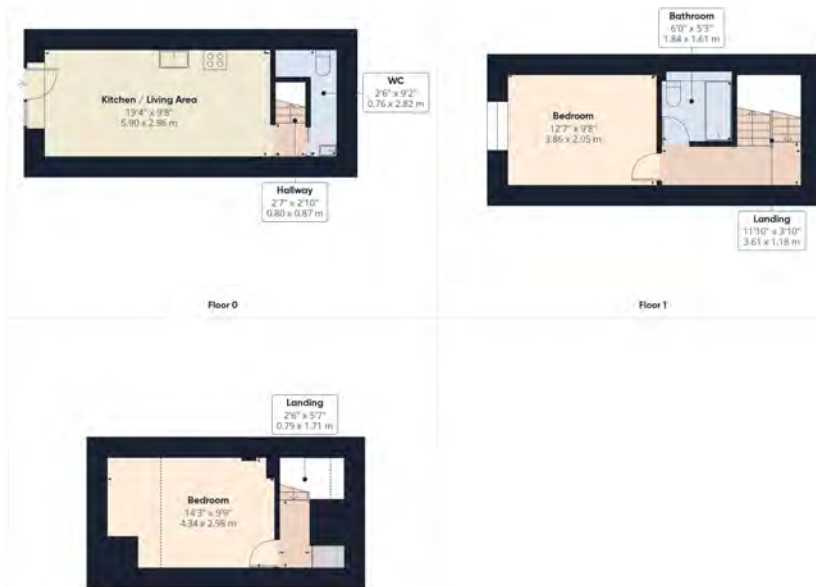 Kitchen / Living Area
19'4" x 9'8"
5.90 x 2.96 m
WC
2'6" x 9'2"
0.76 x 2.82 m
Hallway
2'7" x 2'10"
0.80 x 0.87 m
Floor 0
Bathroom
6'0" x 5'3"
1.84 x 1.61 m
Bedroom
12'7" x 9'8"
3.86 x 2.95 m
Landing
11'10" x 3'10"
3.61 x 1.18 m
Floor 1
Landing
2'6" x 5'7"
0.79 x 1.71 m
Bedroom
14'3" x 9'9"
4.34 x 2.98 m